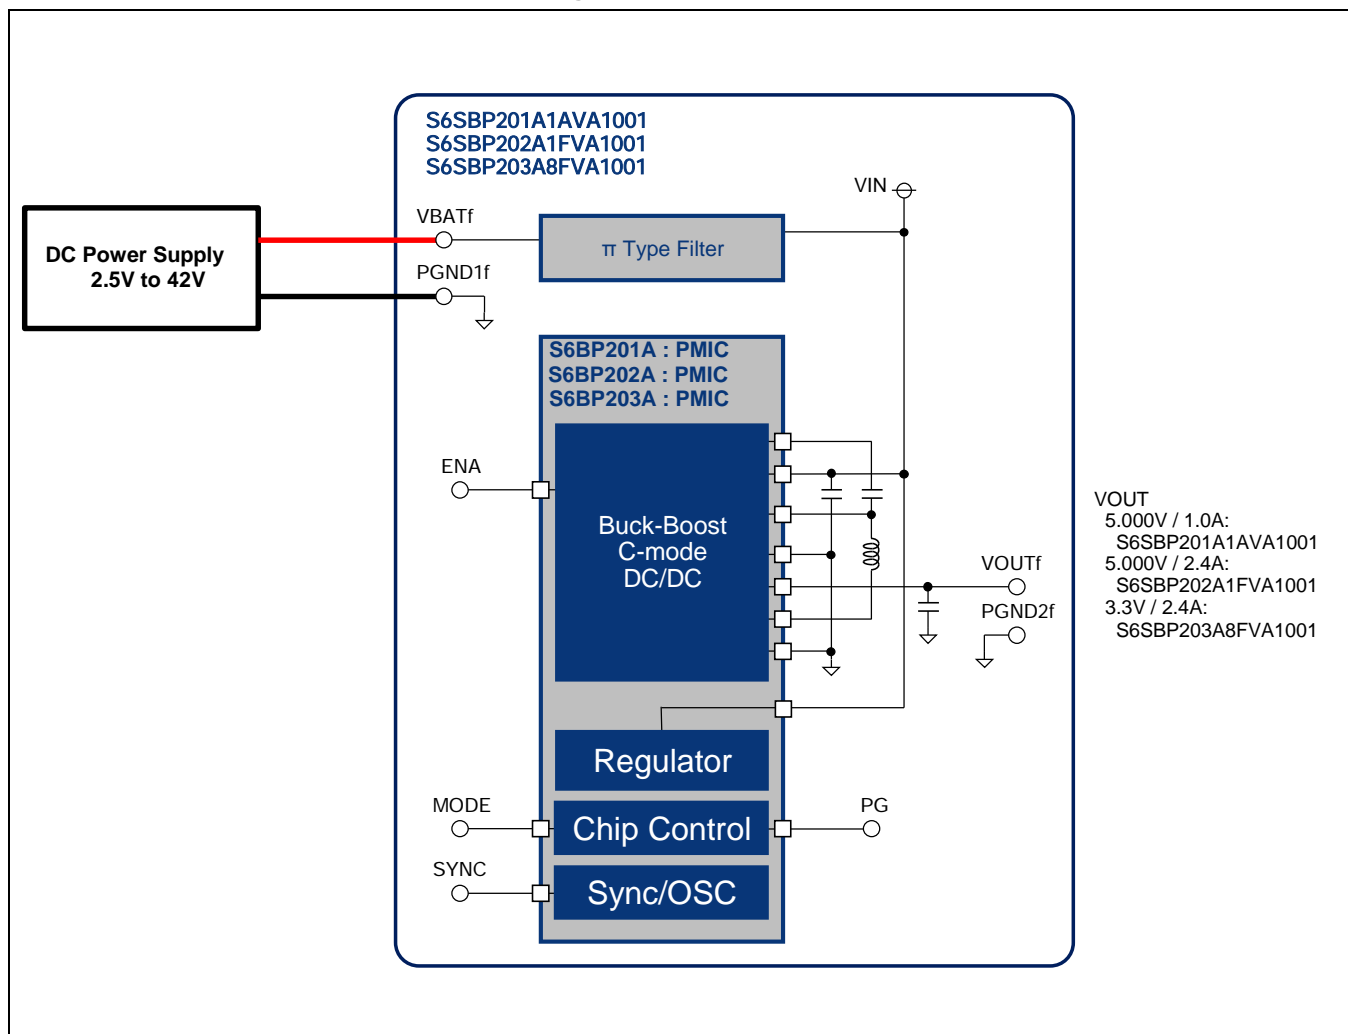 S6SBP201A1AVA1001
S6SBP202A1FVA1001
S6SBP203A8FVA1001
VIN
VBATf
DC Power Supply
2.5V to 42V
π Type Filter
PGND1f
S6BP201A : PMIC
S6BP202A : PMIC
S6BP203A : PMIC
ENA
Buck-Boost
C-mode
DC/DC
VOUTf
PGND2f
VOUT
5.000V / 1.0A:
S6SBP201A1AVA1001
5.000V / 2.4A:
S6SBP202A1FVA1001
3.3V / 2.4A:
S6SBP203A8FVA1001
Regulator
MODE
Chip Control
PG
SYNC
Sync/OSC